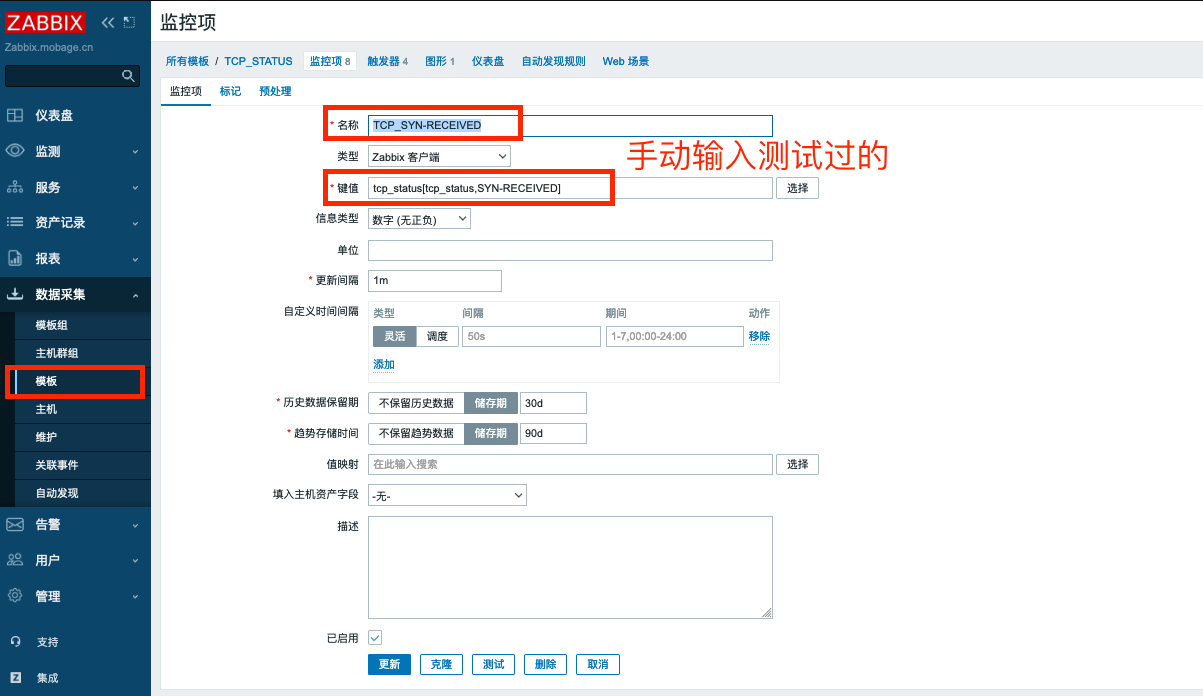 ZABBIX
Zabbix.mobage.cn
仪表盘
监测
服务
资产记录
报表
数据采集
模板组
主机群组
模板
主机
维护
关联事件
自动发现
告警
用户
管理
支持
Z 集成
监控项
所有模板 / TCP_STATUS 监控项 8 触发器 4 图形 1 仪表盘 自动发现规则 Web 场景
监控项 标记 预处理
* 名称 TCP_SYN-RECEIVED
手动输入测试过的
类型 Zabbix 客户端
* 键值 tcp_status[tcp_status,SYN-RECEIVED] 选择
信息类型 数字 (无正负)
单位
* 更新间隔 1m
自定义时间间隔 类型 间隔 期间 动作
灵活 调度 50s 1-7,00:00-24:00 移除
添加
* 历史数据保留期 不保留历史数据 储存期 30d
* 趋势存储时间 不保留趋势数据 储存期 90d
值映射 在此输入搜索 选择
填入主机资产字段 -无-
描述
已启用
更新 克隆 测试 删除 取消